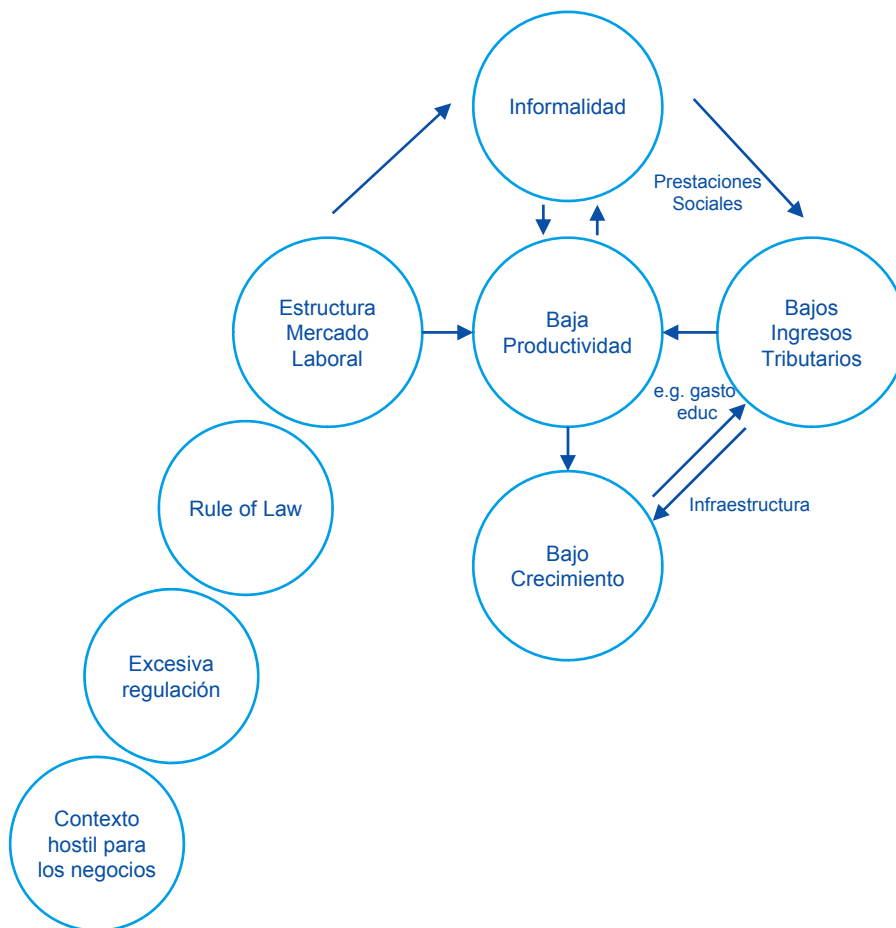 Informalidad
Prestaciones
Sociales
Estructura
Mercado
Laboral
Baja
Productividad
Bajos
Ingresos
Tributarios
e.g. gasto
educ
Rule of Law
Infraestructura
Bajo
Crecimiento
Excesiva
regulación
Contexto
hostil para
los negocios